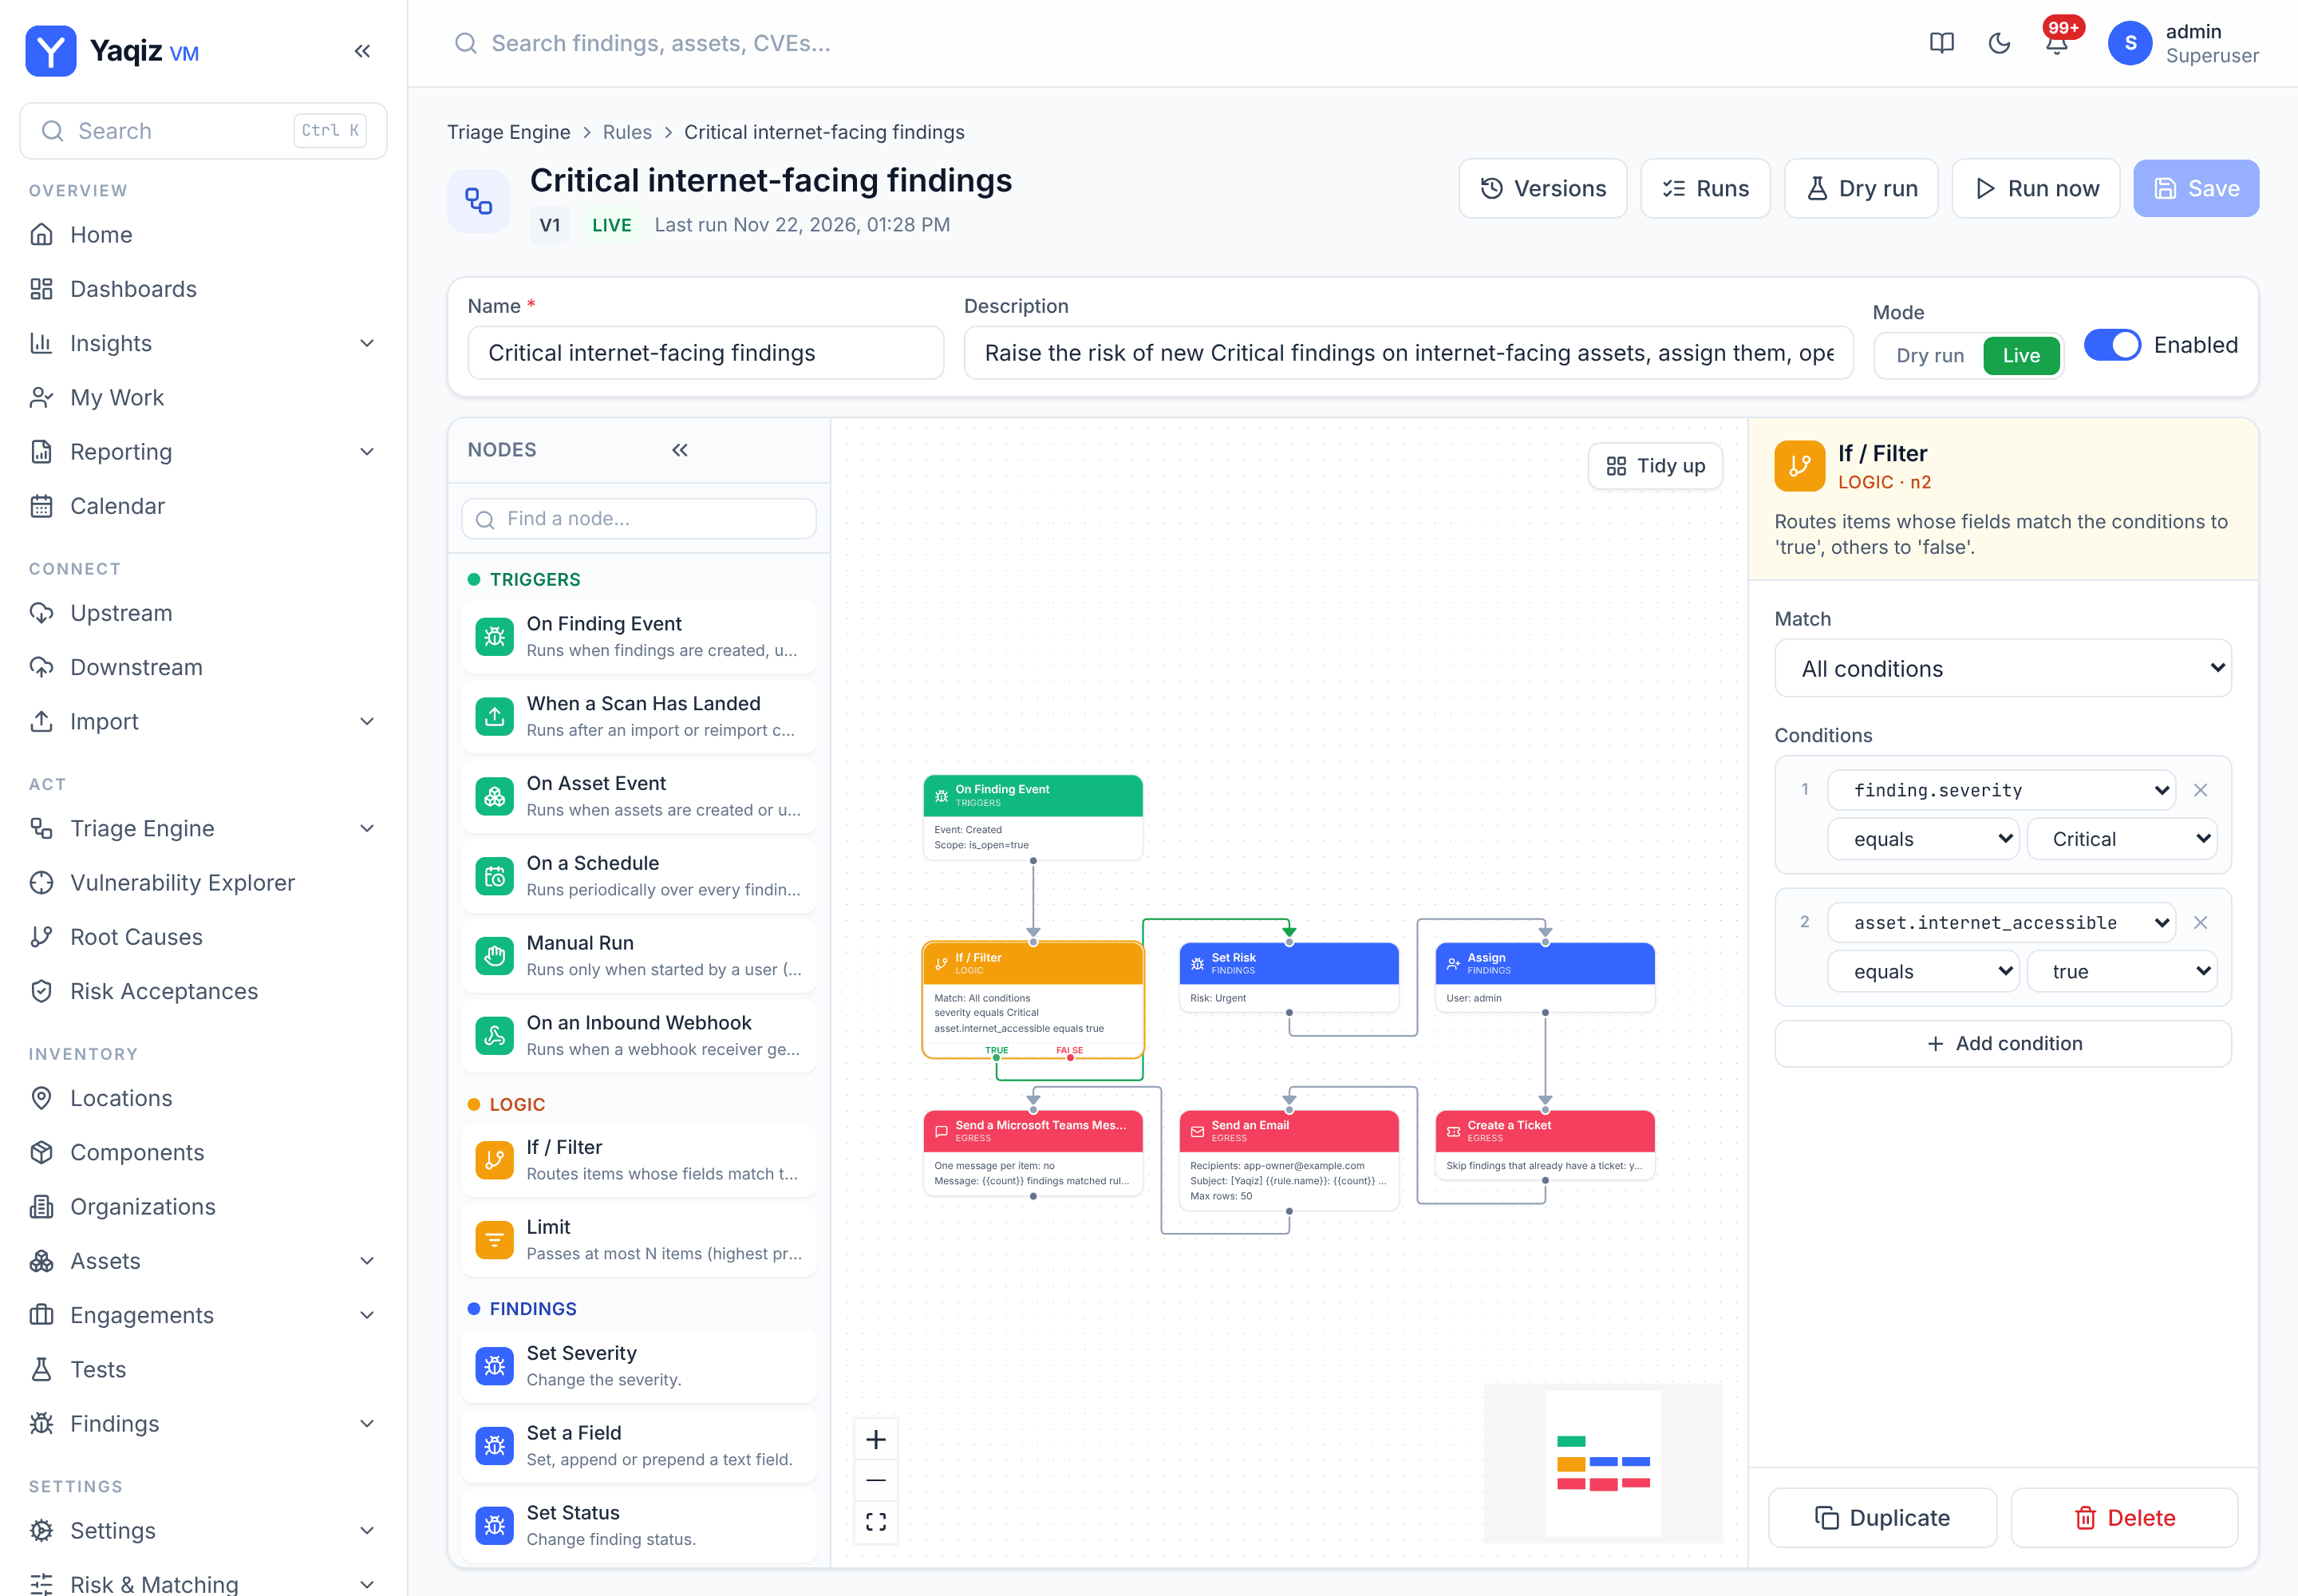 Yaqiz VM
Search
Ctrl K
OVERVIEW
Home
Dashboards
Insights
My Work
Reporting
Calendar
CONNECT
Upstream
Downstream
Import
ACT
Triage Engine
Vulnerability Explorer
Root Causes
Risk Acceptances
INVENTORY
Locations
Components
Organizations
Assets
Engagements
Tests
Findings
SETTINGS
Settings
Risk & Matching
Search findings, assets, CVEs...
99+
S
admin
Superuser
Triage Engine > Rules > Critical internet-facing findings
Critical internet-facing findings
V1 LIVE Last run Nov 22, 2026, 01:28 PM
Versions
Runs
Dry run
Run now
Save
Name *
Critical internet-facing findings
Description
Raise the risk of new Critical findings on internet-facing assets, assign them, ope
Mode
Dry run
Live
Enabled
NODES
Find a node...
TRIGGERS
On Finding Event
Runs when findings are created, u...
When a Scan Has Landed
Runs after an import or reimport c...
On Asset Event
Runs when assets are created or u...
On a Schedule
Runs periodically over every findin...
Manual Run
Runs only when started by a user (...
On an Inbound Webhook
Runs when a webhook receiver ge...
LOGIC
If / Filter
Routes items whose fields match t...
Limit
Passes at most N items (highest pr...
FINDINGS
Set Severity
Change the severity.
Set a Field
Set, append or prepend a text field.
Set Status
Change finding status.
Tidy up
On Finding Event
TRIGGERS
Event: Created
Scope: is_open=true
If / Filter
LOGIC
Match: All conditions
severity equals Critical
asset.internet_accessible equals true
TRUE
FALSE
Set Risk
FINDINGS
Risk: Urgent
Assign
FINDINGS
User: admin
Send a Microsoft Teams Mes...
EGRESS
One message per item: no
Message: {{count}} findings matched rul...
Send an Email
EGRESS
Recipients: app-owner@example.com
Subject: [Yaqiz] {{rule.name}}: {{count}} ...
Max rows: 50
Create a Ticket
EGRESS
Skip findings that already have a ticket: y...
If / Filter
LOGIC · n2
Routes items whose fields match the conditions to
'true', others to 'false'.
Match
All conditions
Conditions
1
finding.severity
equals
Critical
2
asset.internet_accessible
equals
true
Add condition
Duplicate
Delete